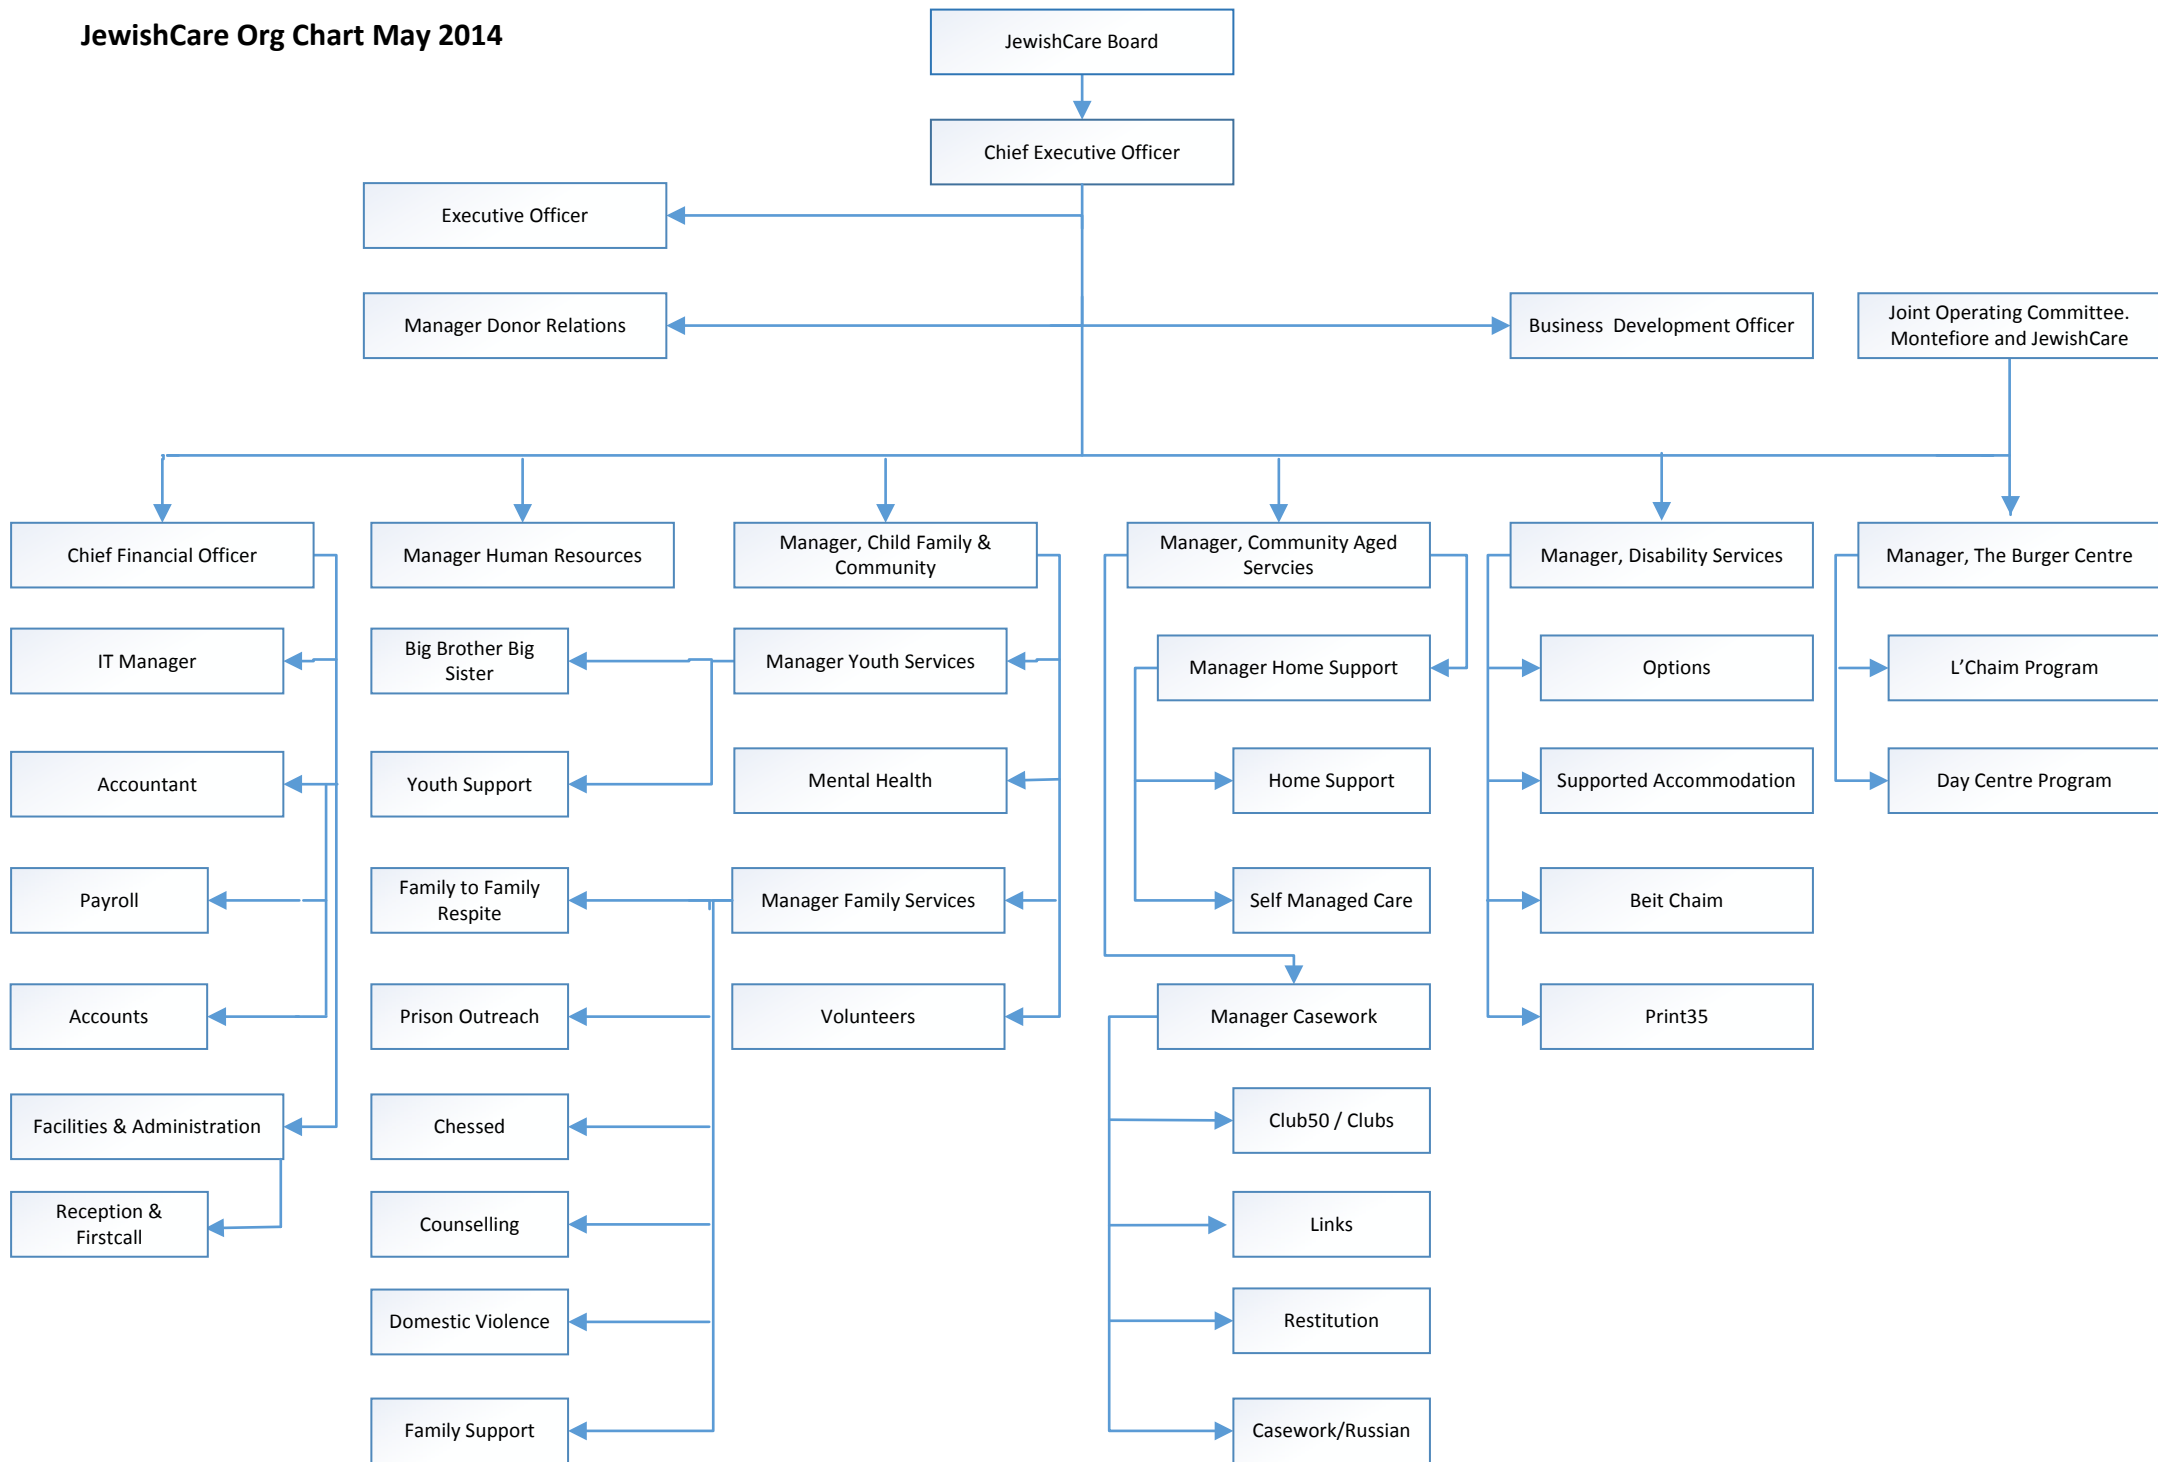 JewishCare Org Chart May 2014
JewishCare Board
Chief Executive Officer
Executive Officer
Manager Donor Relations
Business  Development Officer
Joint Operating Committee.
Montefiore and JewishCare
Chief Financial Officer
Manager Human Resources
Manager, Child Family &
Community
Manager, Community Aged
Servcies
Manager, Disability Services
Manager, The Burger Centre
IT Manager
Big Brother Big
Sister
Manager Youth Services
Manager Home Support
Options
L’Chaim Program
Accountant
Youth Support
Mental Health
Home Support
Supported Accommodation
Day Centre Program
Payroll
Family to Family
Respite
Manager Family Services
Self Managed Care
Beit Chaim
Accounts
Prison Outreach
Volunteers
Manager Casework
Print35
Facilities & Administration
Chessed
Club50 / Clubs
Reception &
Firstcall
Counselling
Links
Domestic Violence
Restitution
Family Support
Casework/Russian